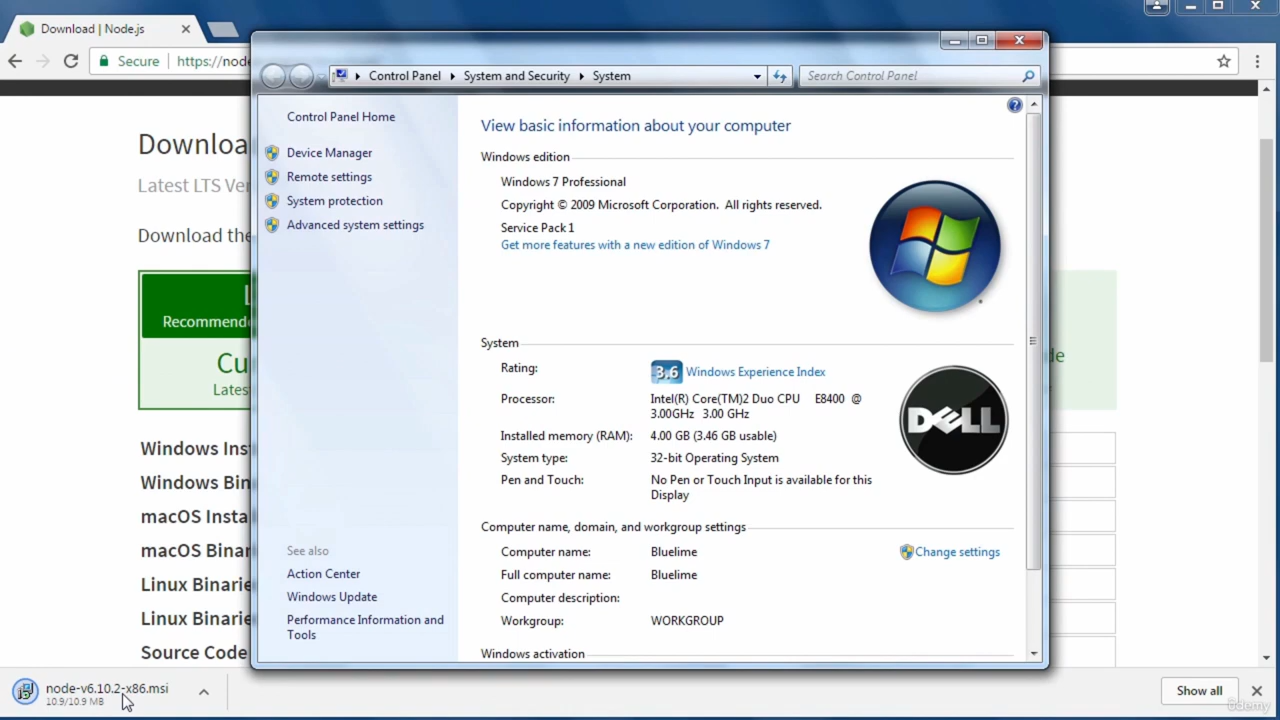 Download | Node.js
Secure
https://node
Control Panel
System and Security
System
Search Control Panel
Downloa
Latest LTS Ver
Download the
Recommende
Cu
Lates
de
Windows Inst
Windows Bin
macOS Insta
macOS Binar
Linux Binarie
Linux Binarie
Source Code
Control Panel Home
Device Manager
Remote settings
System protection
Advanced system settings
See also
Action Center
Windows Update
Performance Information and
Tools
View basic information about your computer
Windows edition
Windows 7 Professional
Copyright © 2009 Microsoft Corporation. All rights reserved.
Service Pack 1
Get more features with a new edition of Windows 7
System
Rating:
3.6 Windows Experience Index
Processor:
Intel(R) Core(TM)2 Duo CPU E8400 @
3.00GHz 3.00 GHz
Installed memory (RAM):
4.00 GB (3.46 GB usable)
System type:
32-bit Operating System
Pen and Touch:
No Pen or Touch Input is available for this
Display
DELL
Computer name, domain, and workgroup settings
Computer name:
Bluelime
Change settings
Full computer name:
Bluelime
Computer description:
Workgroup:
WORKGROUP
Windows activation
node-v6.10.2-x86.msi
10.9/10.9 MB
Show all
ûdemy